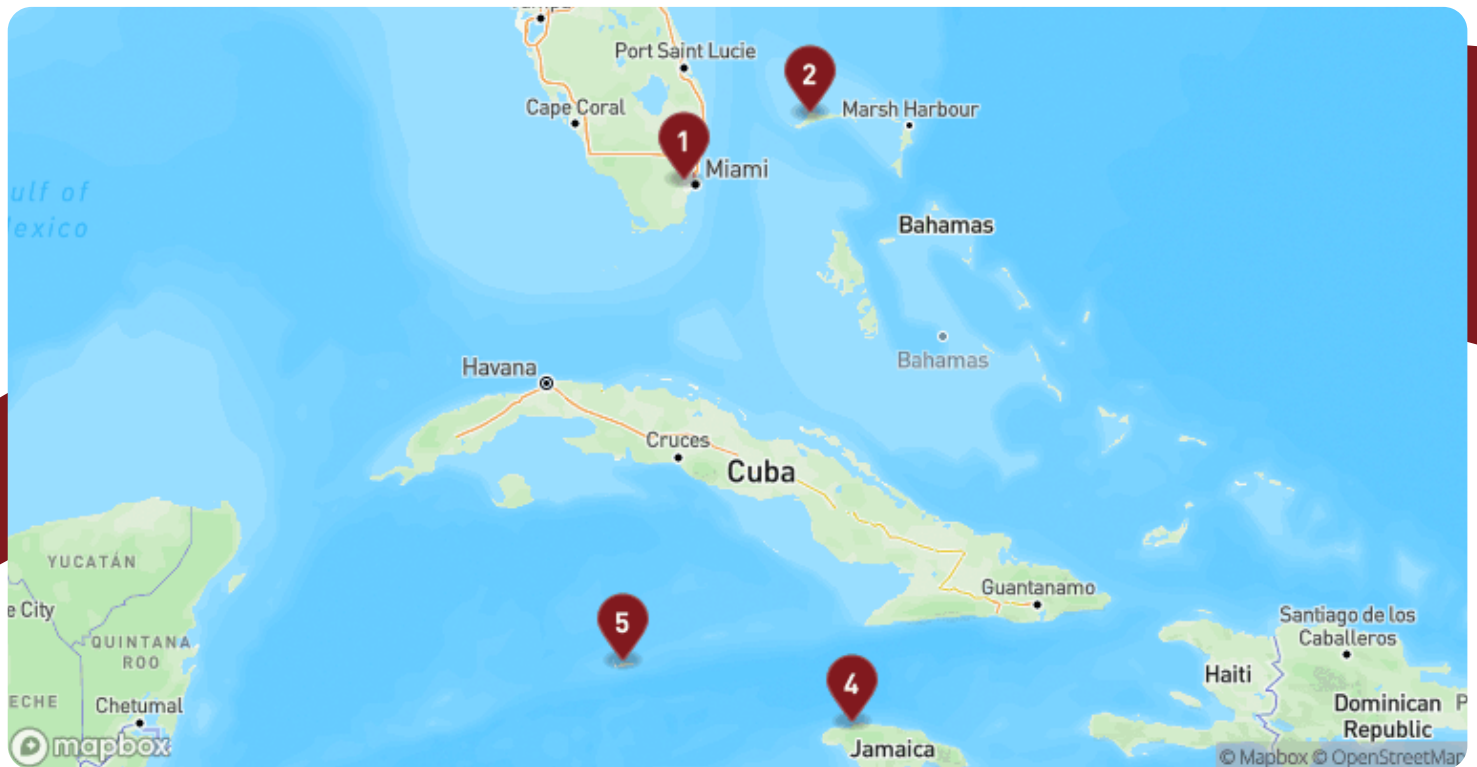 Port Saint Lucie
2
Cape Coral
Marsh Harbour
1
Miami
ulf of
exico
Bahamas
Bahamas
Havana
Cruces
Cuba
YUCATÁN
Guantanamo
e City
5
Santiago de los
Caballeros
QUINTANA
ROO
4
Haiti
ECHE
Chetumal
Dominican
Republic
P
mapbox
Jamaica
© Mapbox © OpenStreetMap